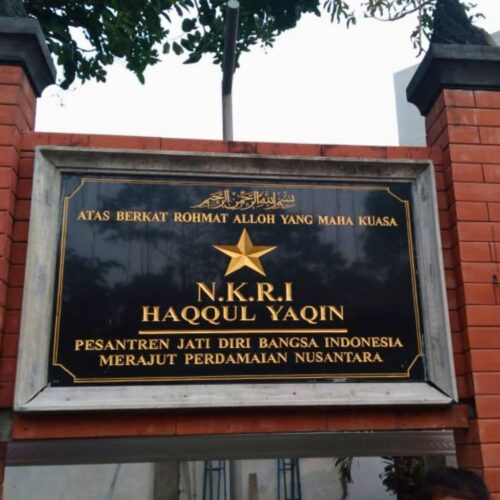 بسم الله الرحمن الرحيم
ATAS BERKAT ROHMAT ALLOH YANG MAHA KUASA
N.K.R.I
HAQQUL YAQIN
PESANTREN JATI DIRI BANGSA INDONESIA
MERAJUT PERDAMAIAN NUSANTARA